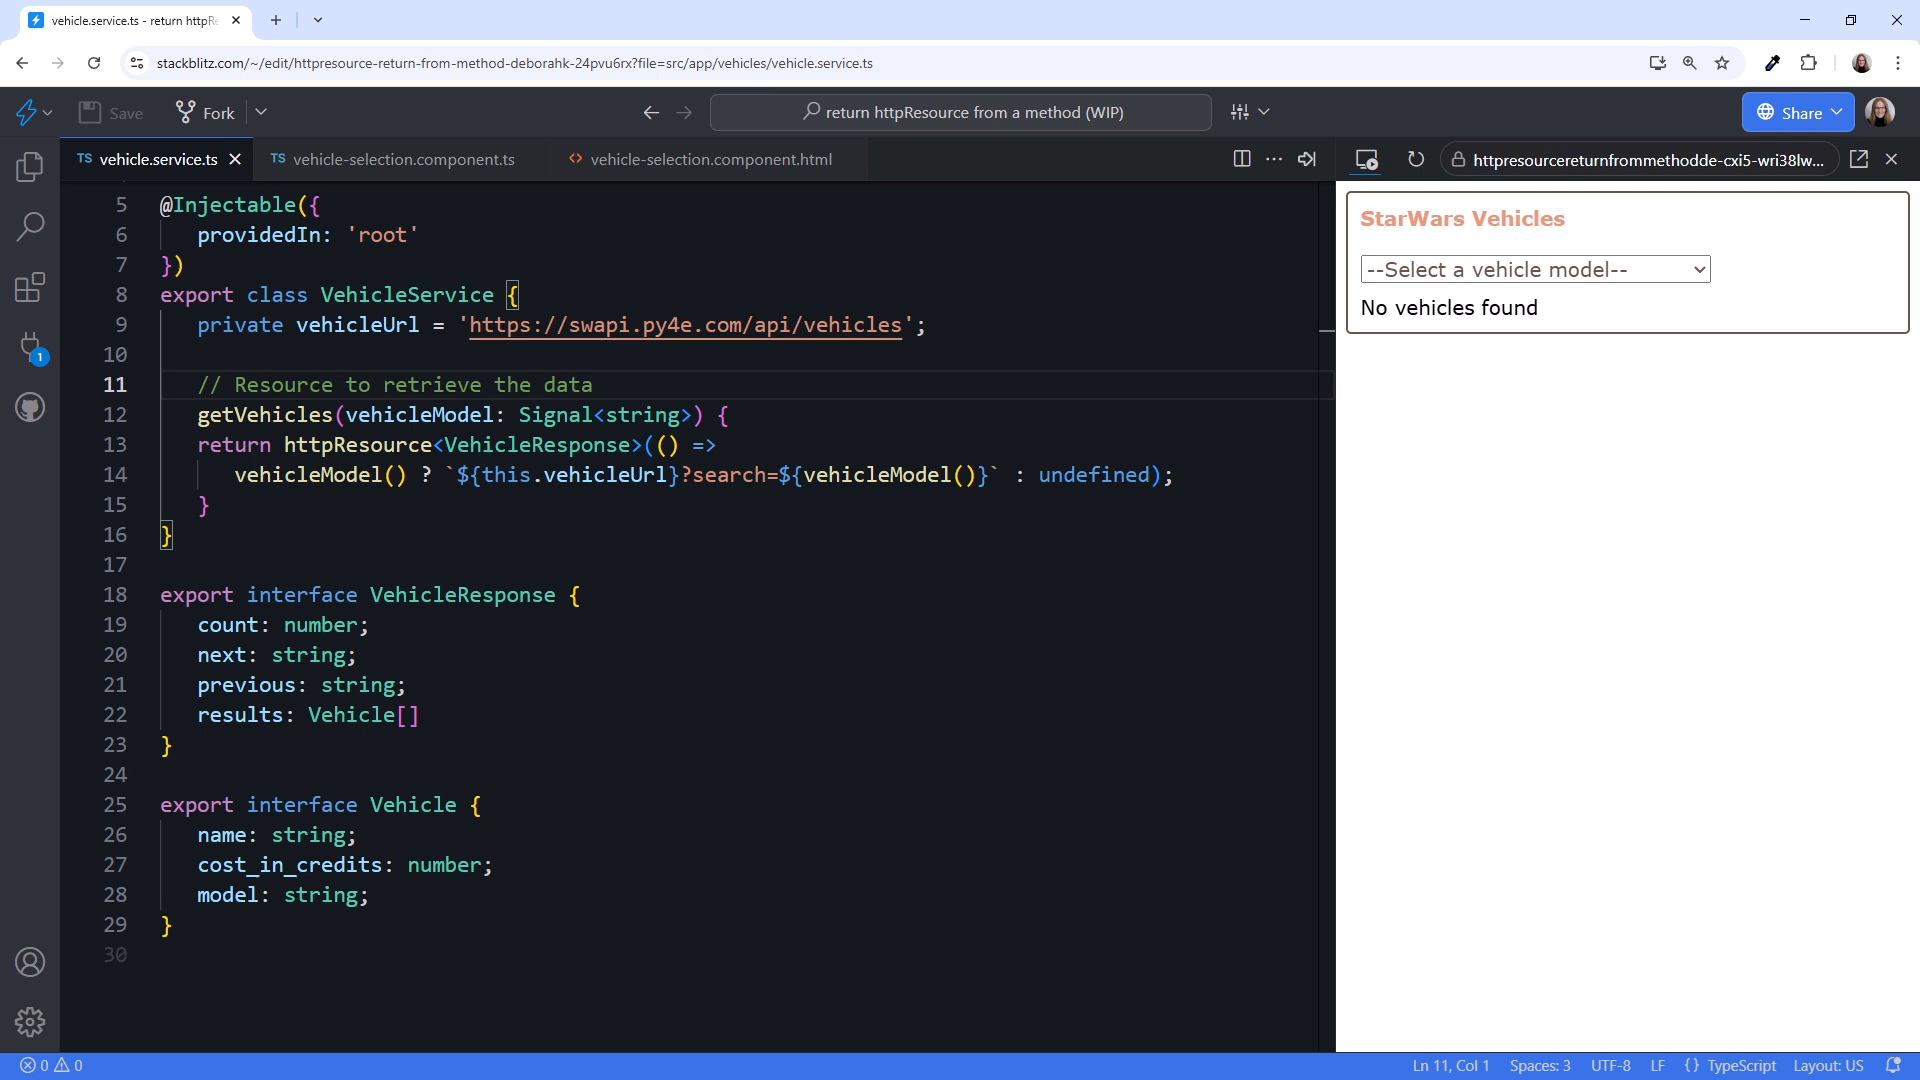 vehicle.service.ts - return httpRe
stackblitz.com/~/edit/httpresource-return-from-method-deborahk-24pvu6rx?file=src/app/vehicles/vehicle.service.ts
Save
Fork
return httpResource from a method (WIP)
Share
TS vehicle.service.ts
TS vehicle-selection.component.ts
<> vehicle-selection.component.html
httpresourcereturnfrommethodde-cxi5-wri38lw...
5 @Injectable({
6 providedIn: 'root'
7 })
8 export class VehicleService {
9 private vehicleUrl = 'https://swapi.py4e.com/api/vehicles';
10
11 // Resource to retrieve the data
12 getVehicles(vehicleModel: Signal<string>) {
13 return httpResource<VehicleResponse>(() =>
14 vehicleModel() ? `${this.vehicleUrl}?search=${vehicleModel()}` : undefined);
15 }
16 }
17
18 export interface VehicleResponse {
19 count: number;
20 next: string;
21 previous: string;
22 results: Vehicle[]
23 }
24
25 export interface Vehicle {
26 name: string;
27 cost_in_credits: number;
28 model: string;
29 }
30
1
StarWars Vehicles
--Select a vehicle model--
No vehicles found
0 0
Ln 11, Col 1
Spaces: 3
UTF-8
LF
{} TypeScript
Layout: US